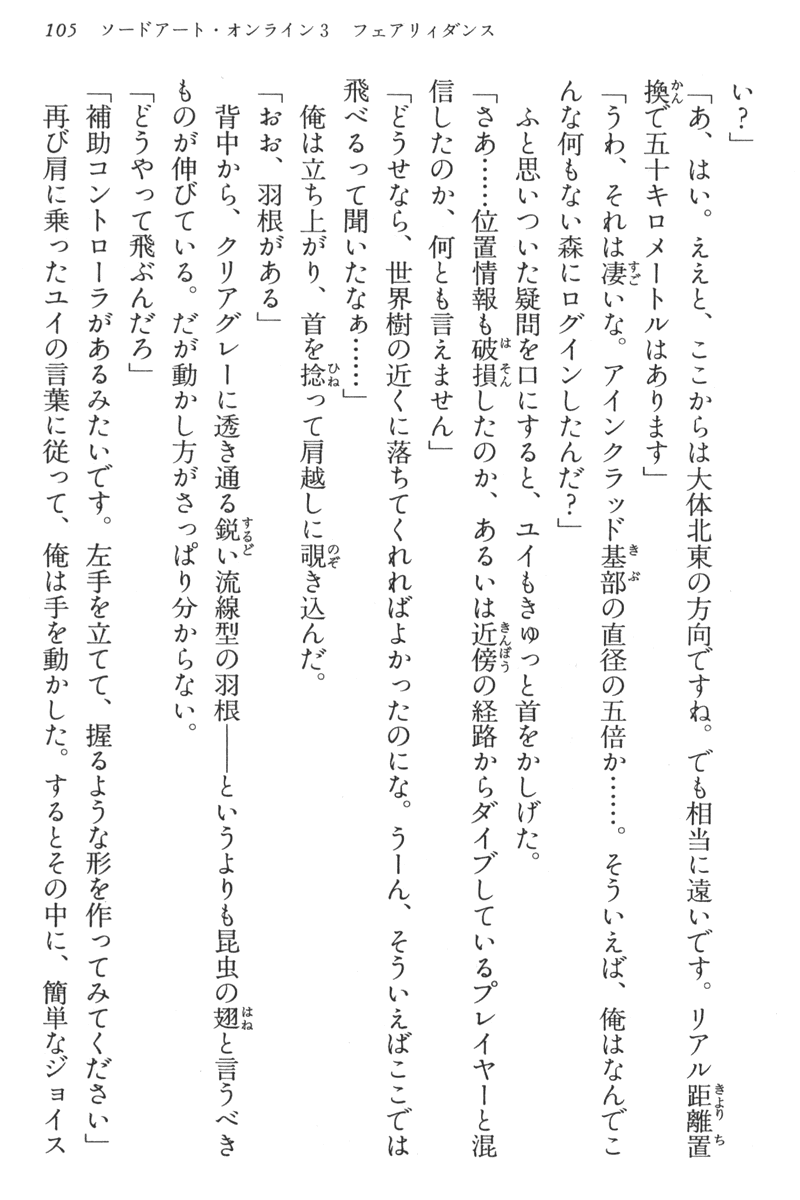 105　ソードアート・オンライン3　フェアリィダンス
い？」
「あ、はい。ええと、ここからは大体北東の方向ですね。でも相当に遠いです。リアル距離置
換で五十キロメートルはあります」
「うわ、それは凄いな。アインクラッド基部の直径の五倍か……。そういえば、俺はなんでこ
んな何もない森にログインしたんだ？」
　ふと思いついた疑問を口にすると、ユイもきゅっと首をかしげた。
「さあ……位置情報も破損したのか、あるいは近傍の経路からダイブしているプレイヤーと混
信したのか、何とも言えません」
「どうせなら、世界樹の近くに落ちてくれればよかったのにな。うーん、そういえばここでは
飛べるって聞いたなぁ……」
　俺は立ち上がり、首を捻って肩越しに覗き込んだ。
「おお、羽根がある」
　背中から、クリアグレーに透き通る鋭い流線型の羽根――というよりも昆虫の翅と言うべき
ものが伸びている。だが動かし方がさっぱり分からない。
「どうやって飛ぶんだろ」
「補助コントローラがあるみたいです。左手を立てて、握るような形を作ってみてください」
　再び肩に乗ったユイの言葉に従って、俺は手を動かした。するとその中に、簡単なジョイス